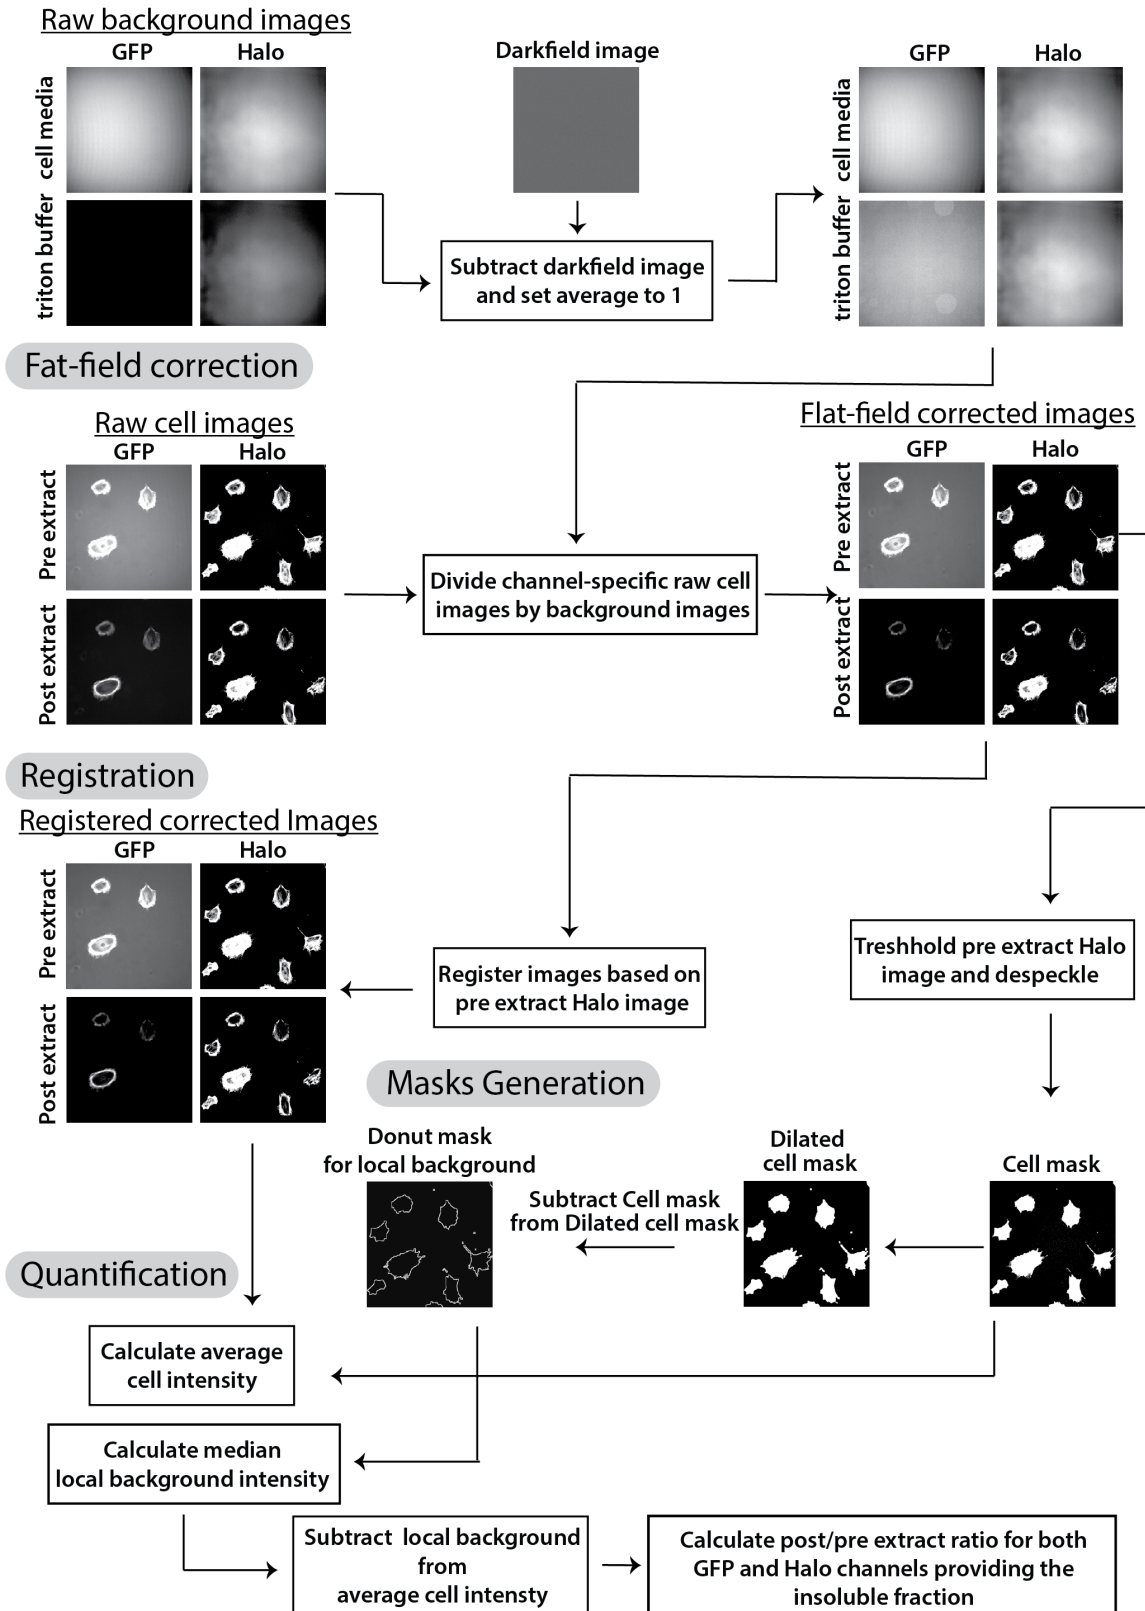 Raw background images
GFP
Halo
Darkfield image
GFP
Halo
cell media
triton buffer
cell media
triton buffer
Subtract darkfield image
and set average to 1
Fat-field correction
Raw cell images
GFP
Halo
Flat-field corrected images
GFP
Halo
Pre extract
Post extract
Divide channel-specific raw cell
images by background images
Pre extract
Post extract
Registration
Registered corrected Images
GFP
Halo
Pre extract
Post extract
Register images based on
pre extract Halo image
Treshhold pre extract Halo
image and despeckle
Masks Generation
Donut mask
for local background
Subtract Cell mask
from Dilated cell mask
Dilated
cell mask
Cell mask
Quantification
Calculate average
cell intensity
Calculate median
local background intensity
Subtract local background
from
average cell intensty
Calculate post/pre extract ratio for both
GFP and Halo channels providing the
insoluble fraction